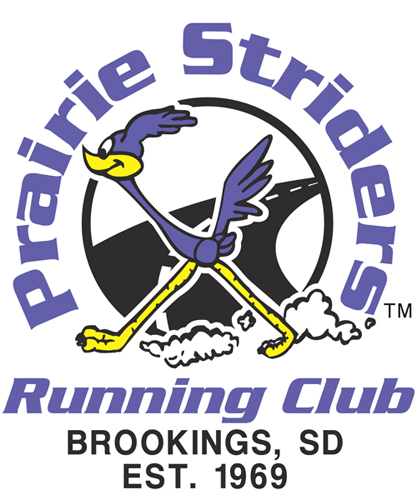 Prairie Striders
TM
Running Club
BROOKINGS, SD
EST. 1969